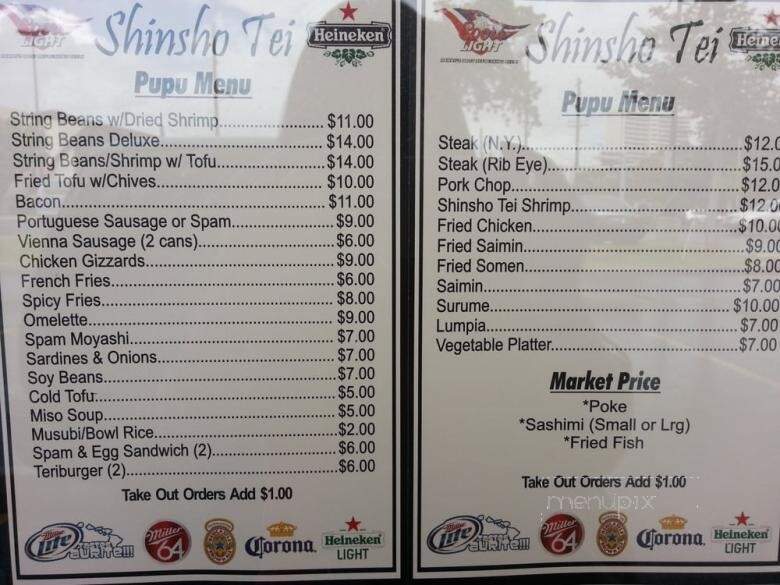 LIGHT
Shinsho Tei
Heineken
Pupu Menu
String Beans w/Dried Shrimp $11.00
String Beans Deluxe $14.00
String Beans/Shrimp w/ Tofu $14.00
Fried Tofu w/Chives $10.00
Bacon $11.00
Portuguese Sausage or Spam $9.00
Vienna Sausage (2 cans) $6.00
Chicken Gizzards $9.00
French Fries $6.00
Spicy Fries $8.00
Omelette $9.00
Spam Moyashi $7.00
Sardines & Onions $7.00
Soy Beans $7.00
Cold Tofu $5.00
Miso Soup $5.00
Musubi/Bowl Rice $2.00
Spam & Egg Sandwich (2) $6.00
Teriburger (2) $6.00
Take Out Orders Add $1.00
Miller
Lite
Miller
64
Corona
Heineken
LIGHT
Coors
LIGHT
Shinsho Tei
Heine
Pupu Menu
Steak (N.Y.) $12.0
Steak (Rib Eye) $15.0
Pork Chop $12.0
Shinsho Tei Shrimp $12.00
Fried Chicken $10.00
Fried Saimin $9.00
Fried Somen $8.00
Saimin $7.00
Surume $10.00
Lumpia $7.00
Vegetable Platter $7.00
Market Price
*Poke
*Sashimi (Small or Lrg)
*Fried Fish
Take Out Orders Add $1.00
menupix
Lite
Miller
64
Corona
Heineken
LIGHT